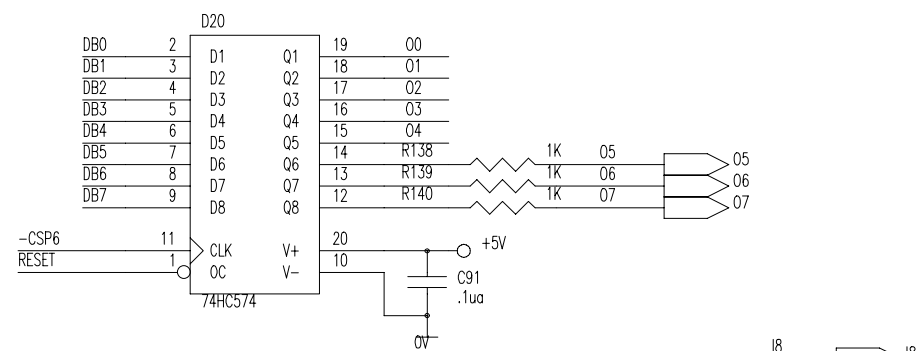 D20
DB0 2 D1 Q1 19 O0
DB1 3 D2 Q2 18 O1
DB2 4 D3 Q3 17 O2
DB3 5 D4 Q4 16 O3
DB4 6 D5 Q5 15 O4
DB5 7 D6 Q6 14 R138 1K O5 O5
DB6 8 D7 Q7 13 R139 1K O6 O6
DB7 9 D8 Q8 12 R140 1K O7 O7
-CSP6 11 CLK V+ 20 +5V
RESET 1 OC V- 10
C91
.1ua
74HC574
0V
J8 J8